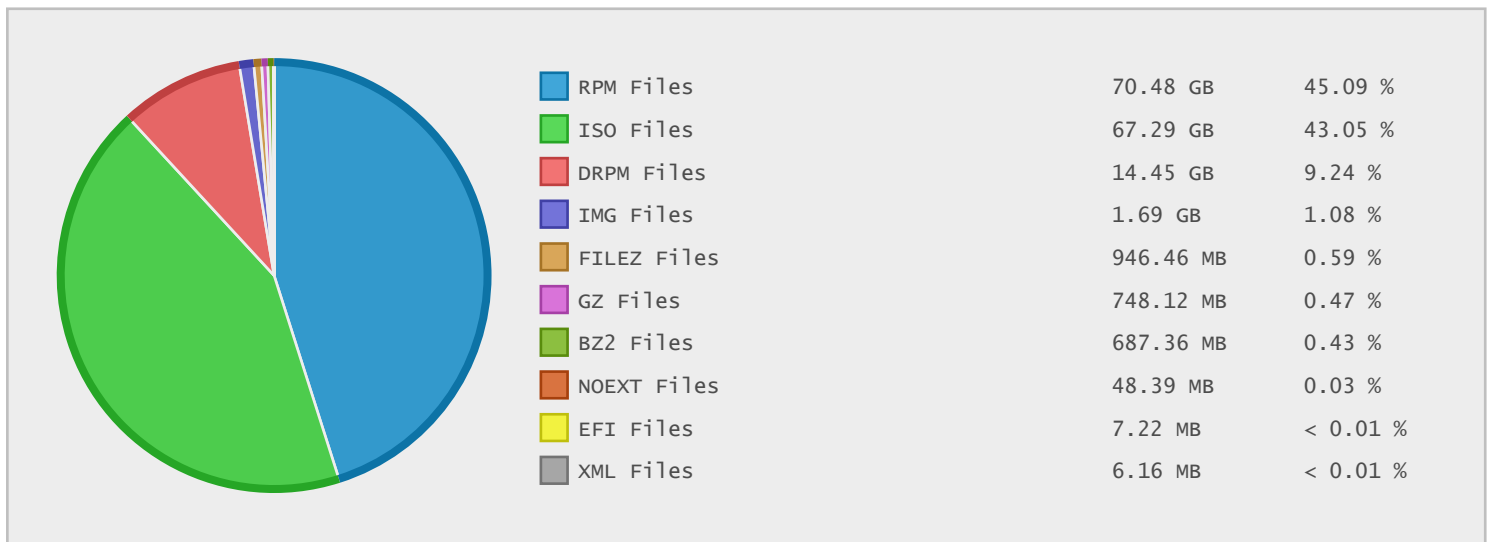 RPM Files 70.48 GB 45.09 %
ISO Files 67.29 GB 43.05 %
DRPM Files 14.45 GB 9.24 %
IMG Files 1.69 GB 1.08 %
FILEZ Files 946.46 MB 0.59 %
GZ Files 748.12 MB 0.47 %
BZ2 Files 687.36 MB 0.43 %
NOEXT Files 48.39 MB 0.03 %
EFI Files 7.22 MB < 0.01 %
XML Files 6.16 MB < 0.01 %